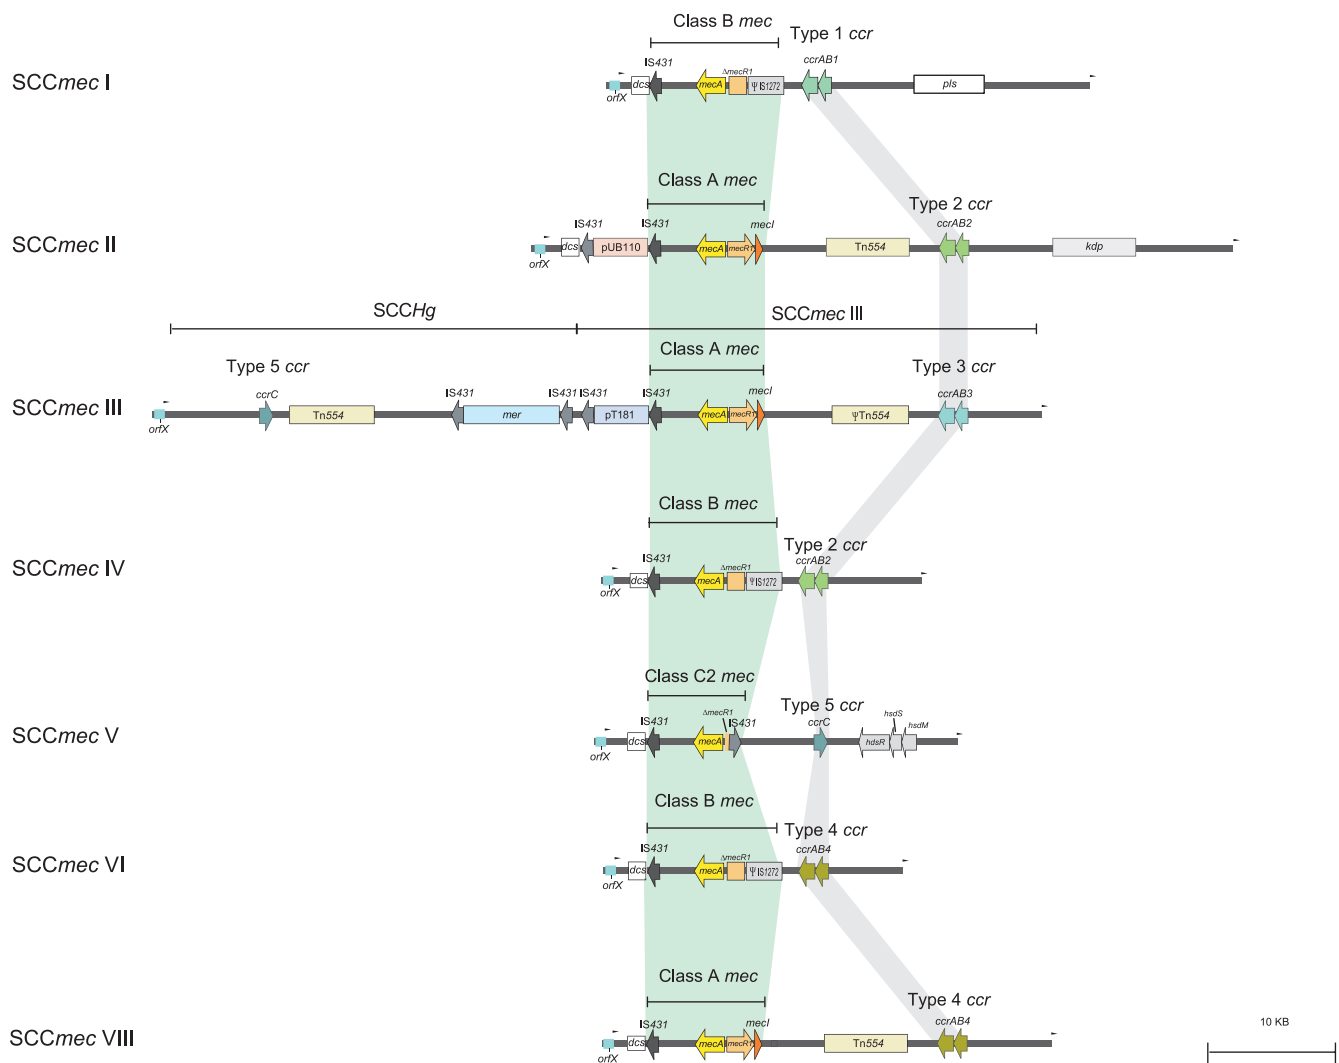 Class B mec
Type 1 ccr
SCCmec I
IS431
ΔmecR1
ccrAB1
orfX
dcs
mecA
ΨIS1272
pls
Class A mec
Type 2 ccr
SCCmec II
IS431
IS431
mecI
ccrAB2
orfX
dcs
pUB110
mecA
mecR1
Tn554
kdp
SCCHg
SCCmec III
Type 5 ccr
Class A mec
Type 3 ccr
SCCmec III
ccrC
IS431
IS431
IS431
IS431
mecI
ccrAB3
orfX
Tn554
mer
pT181
mecA
mecR1
ΨTn554
Class B mec
Type 2 ccr
SCCmec IV
IS431
ΔmecR1
ccrAB2
orfX
dcs
mecA
ΨIS1272
Class C2 mec
Type 5 ccr
SCCmec V
IS431
ΔmecR1
IS431
ccrC
hsdS
hsdM
orfX
dcs
mecA
hdsR
Class B mec
Type 4 ccr
SCCmec VI
IS431
ΔmecR1
ccrAB4
orfX
dcs
mecA
ΨIS1272
Class A mec
Type 4 ccr
SCCmec VIII
IS431
mecI
ccrAB4
orfX
dcs
mecA
mecR1
Tn554
10 KB